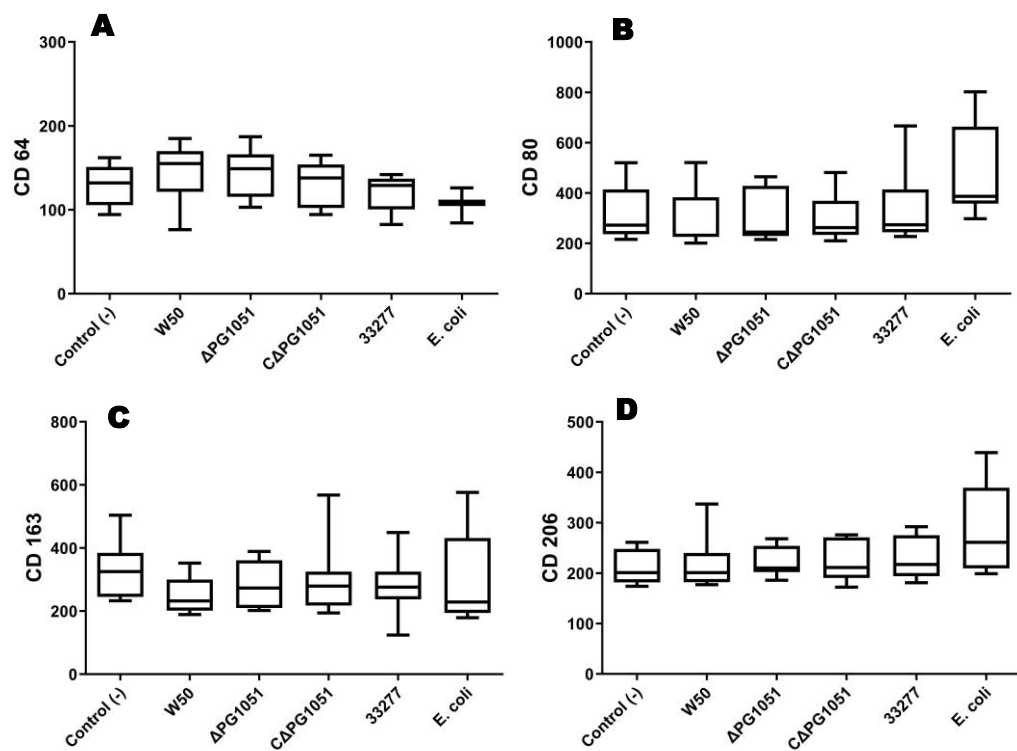 A
CD 64
300
200
100
0
Control (-)
W50
ΔPG1051
CΔPG1051
33277
E. coli
B
CD 80
1000
800
600
400
200
0
Control (-)
W50
ΔPG1051
CΔPG1051
33277
E. coli
C
CD 163
800
600
400
200
0
Control (-)
W50
ΔPG1051
CΔPG1051
33277
E. coli
D
CD 206
500
400
300
200
100
0
Control (-)
W50
ΔPG1051
CΔPG1051
33277
E. coli